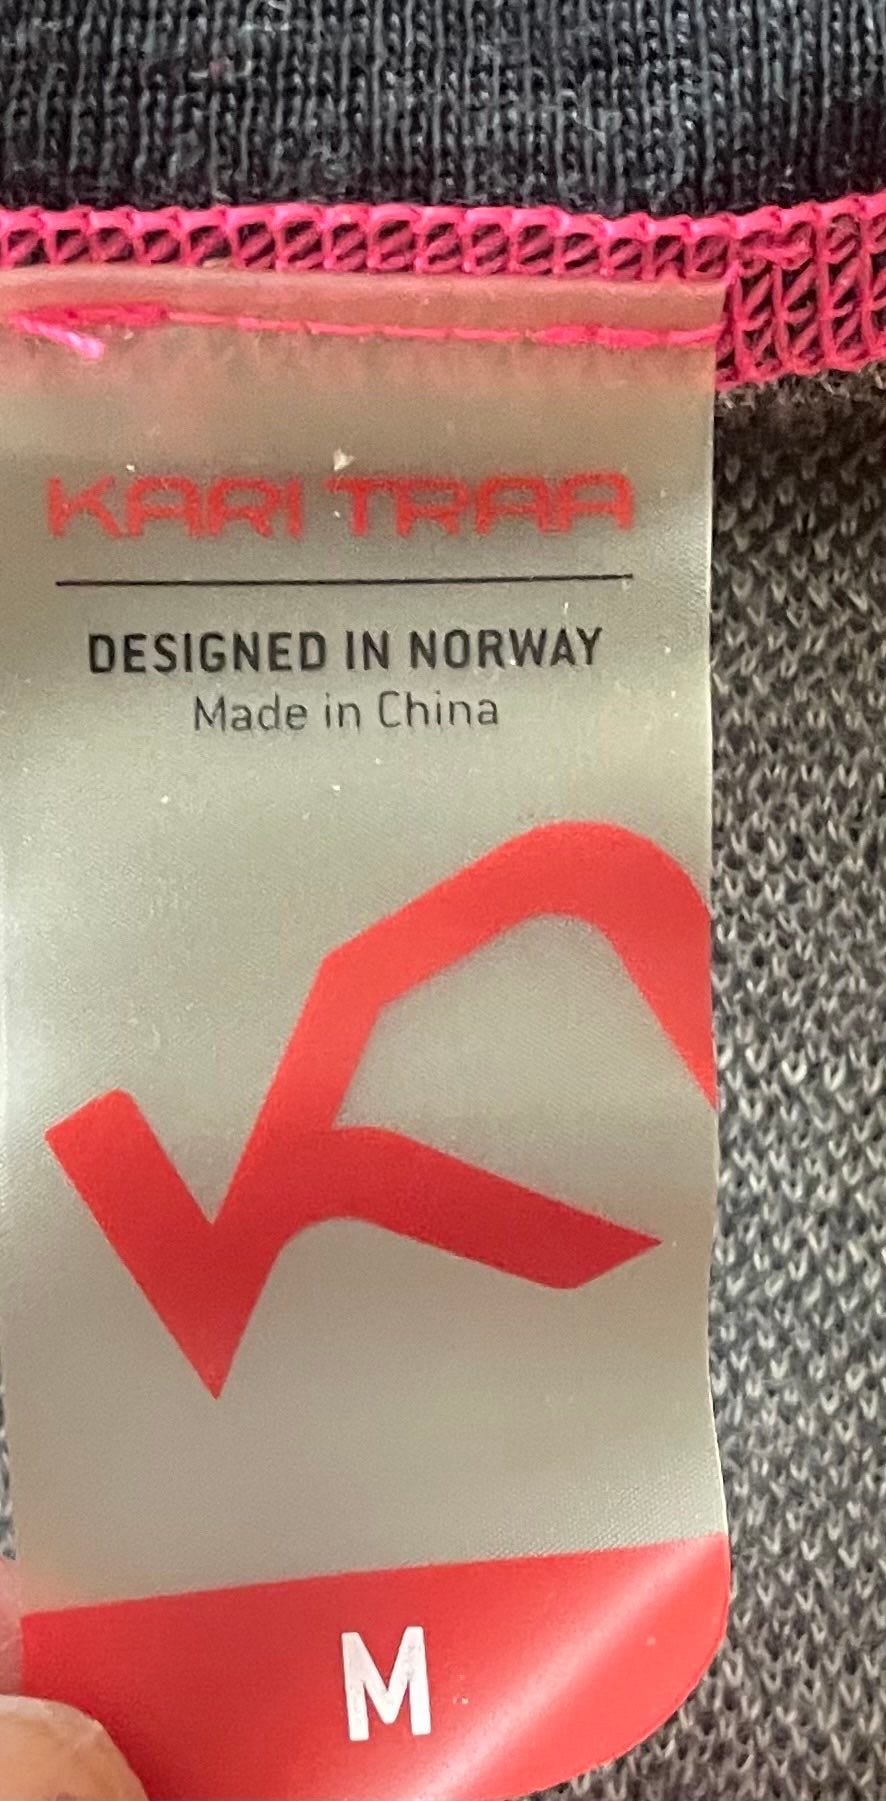 KARI TRAA
DESIGNED IN NORWAY
Made in China
M